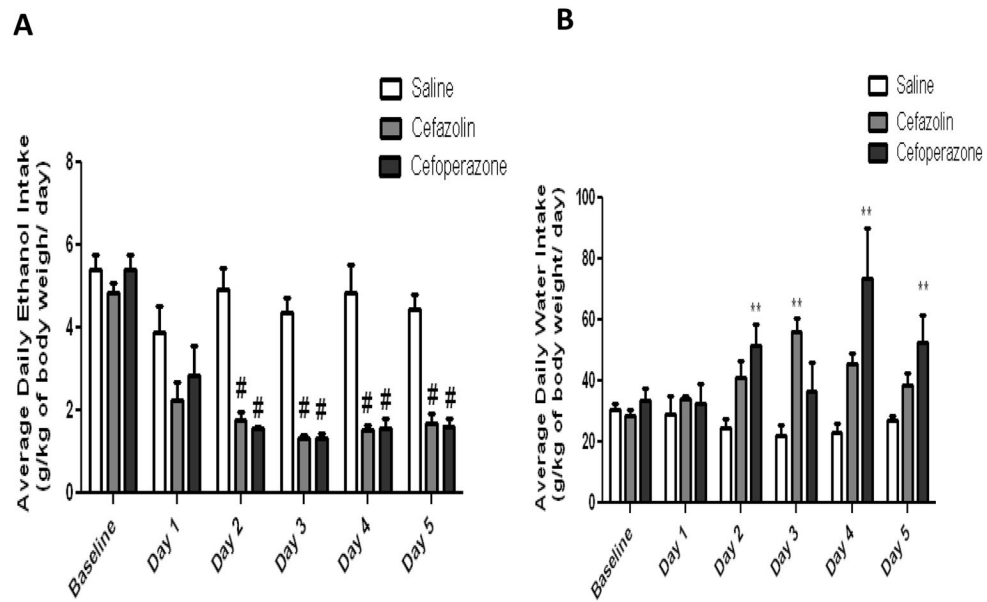 A
Saline
Cefazolin
Cefoperazone
Average Daily Ethanol Intake
(g/kg of body weigh/ day)
8
6
4
2
0
# #
# #
# #
# #
Baseline
Day 1
Day 2
Day 3
Day 4
Day 5
B
Saline
Cefazolin
Cefoperazone
Average Daily Water Intake
(g/kg of body weight/ day)
100
80
60
40
20
0
**
**
**
**
Baseline
Day 1
Day 2
Day 3
Day 4
Day 5